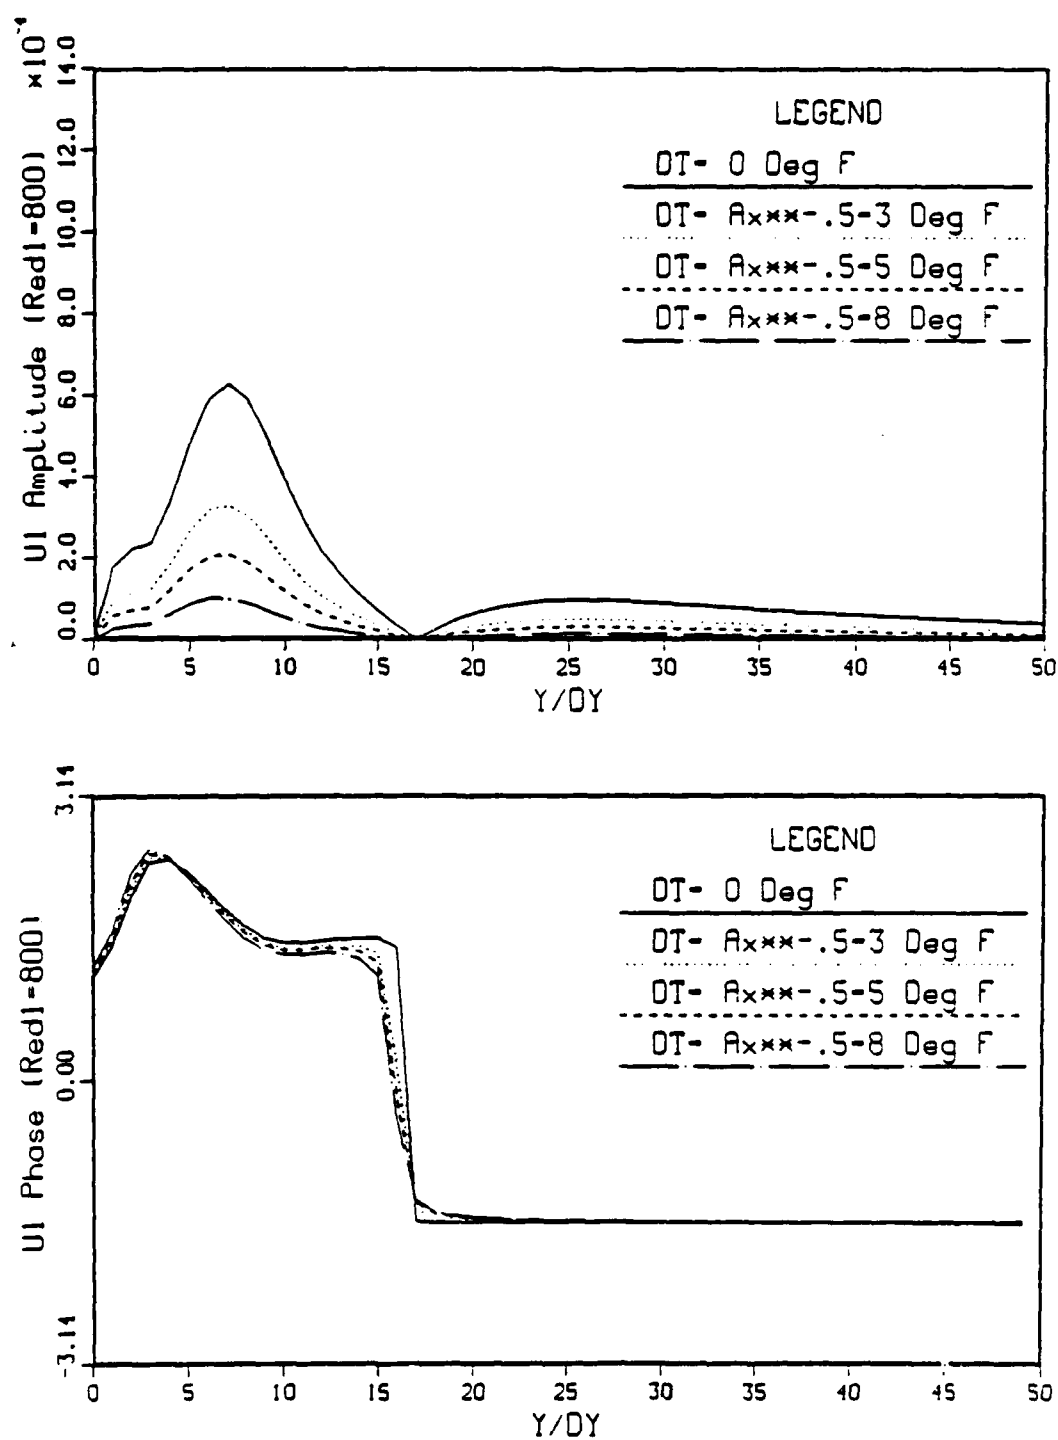 ×10^-4
U1 Amplitude (Red1=800)
14.0
12.0
10.0
8.0
6.0
4.0
2.0
0.0
LEGEND
DT= 0 Deg F
DT= Ax**-.5=3 Deg F
DT= Ax**-.5=5 Deg F
DT= Ax**-.5=8 Deg F
0 5 10 15 20 25 30 35 40 45 50
Y/DY
U1 Phase (Red1=800)
3.14
0.00
-3.14
LEGEND
DT= 0 Deg F
DT= Ax**-.5=3 Deg F
DT= Ax**-.5=5 Deg F
DT= Ax**-.5=8 Deg F
0 5 10 15 20 25 30 35 40 45 50
Y/DY